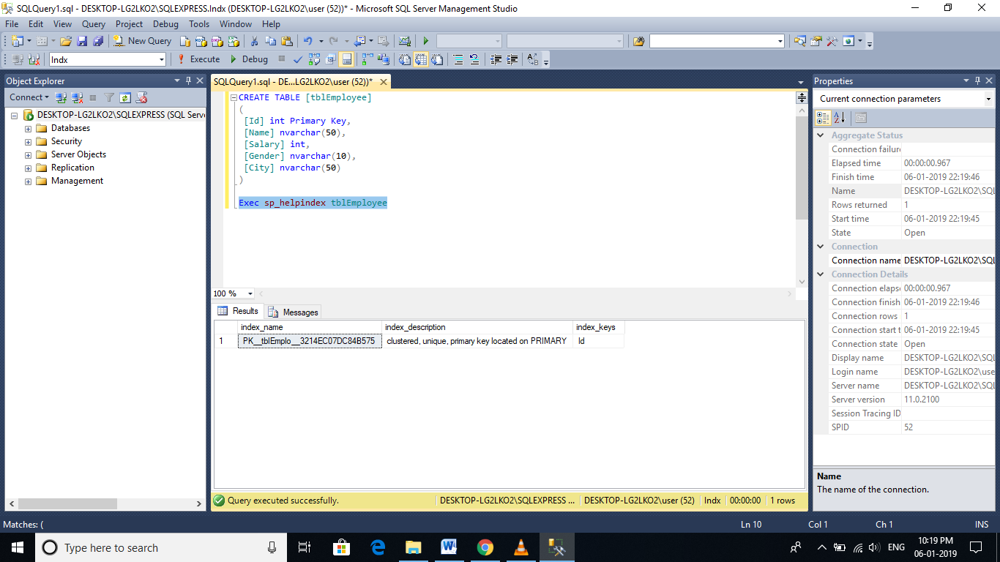 SQLQuery1.sql - DESKTOP-LG2LKO2\SQLEXPRESS.Indx (DESKTOP-LG2LKO2\user (52))* - Microsoft SQL Server Management Studio
File Edit View Query Project Debug Tools Window Help
New Query
Indx Execute Debug
Object Explorer
Connect
DESKTOP-LG2LKO2\SQLEXPRESS (SQL Serve
Databases
Security
Server Objects
Replication
Management
SQLQuery1.sql - DE...LG2LKO2\user (52))*
CREATE TABLE [tblEmployee]
(
[Id] int Primary Key,
[Name] nvarchar(50),
[Salary] int,
[Gender] nvarchar(10),
[City] nvarchar(50)
)
Exec sp_helpindex tblEmployee
100 %
Results Messages
index_name index_description index_keys
1 PK__tblEmplo__3214EC07DC84B575 clustered, unique, primary key located on PRIMARY Id
Query executed successfully. DESKTOP-LG2LKO2\SQLEXPRESS ... DESKTOP-LG2LKO2\user (52) Indx 00:00:00 1 rows
Properties
Current connection parameters
Aggregate Status
Connection failure
Elapsed time 00:00:00.967
Finish time 06-01-2019 22:19:46
Name DESKTOP-LG2LKO2\SQL
Rows returned 1
Start time 06-01-2019 22:19:45
State Open
Connection
Connection name DESKTOP-LG2LKO2\SQL
Connection Details
Connection elapse 00:00:00.967
Connection finish 06-01-2019 22:19:46
Connection rows 1
Connection start t 06-01-2019 22:19:45
Connection state Open
Display name DESKTOP-LG2LKO2\SQL
Login name DESKTOP-LG2LKO2\use
Server name DESKTOP-LG2LKO2\SQL
Server version 11.0.2100
Session Tracing ID
SPID 52
Name
The name of the connection.
Matches: ( Ln 10 Col 1 Ch 1 INS
Type here to search
ENG
10:19 PM
06-01-2019